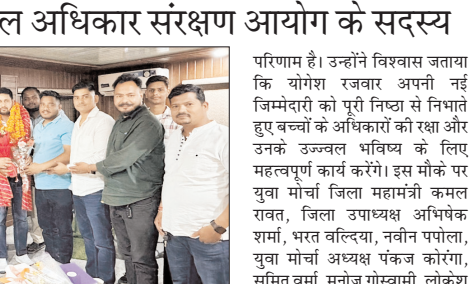 ल अधिकार संरक्षण आयोग के सदस्य
परिणाम है। उन्होंने विश्वास जताया
कि योगेश रजवार अपनी नई
जिम्मेदारी को पूरी निष्ठा से निभाते
हुए बच्चों के अधिकारों की रक्षा और
उनके उज्ज्वल भविष्य के लिए
महत्वपूर्ण कार्य करेंगे। इस मौके पर
युवा मोर्चा जिला महामंत्री कमल
रावत, जिला उपाध्यक्ष अभिषेक
शर्मा, भरत वल्दिया, नवीन पपोला,
युवा मोर्चा अध्यक्ष पंकज कोरंगा,
सुमित वर्मा, मनोज गोस्वामी, लोकेश